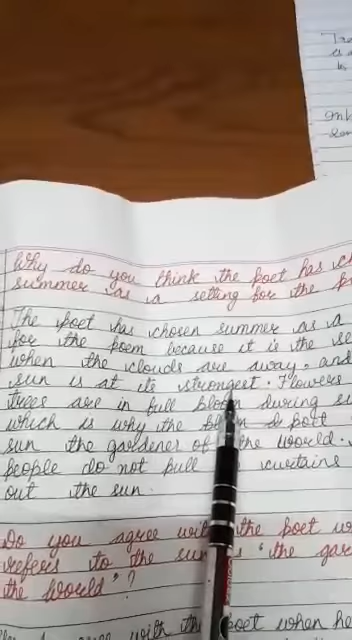 Why do you think the poet has
summer as a setting for the
The poet has chosen summer as a
for the poem because it is the
when the clouds are away, and
sun is at its strongest. Flowers
trees are in full bloom during
which is why the poet
sun the gardener of the world.
people do not pull curtains
out the sun.
Do you agree with the poet
refers to the sun "the
the World"?
with the poet when he